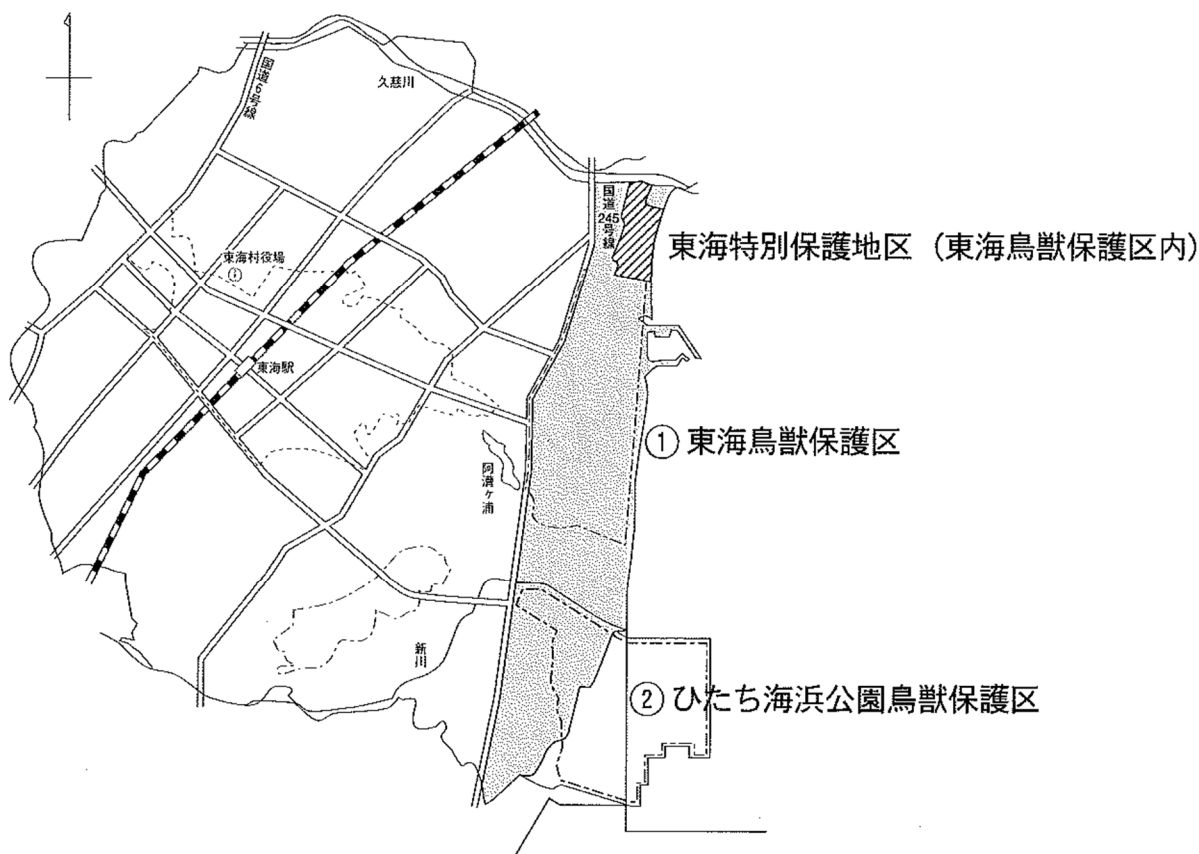 久慈川
国道6号線
国道245号線
東海特別保護地区（東海鳥獣保護区内）
東海村役場
東海駅
① 東海鳥獣保護区
阿漕ヶ浦
新川
② ひたち海浜公園鳥獣保護区